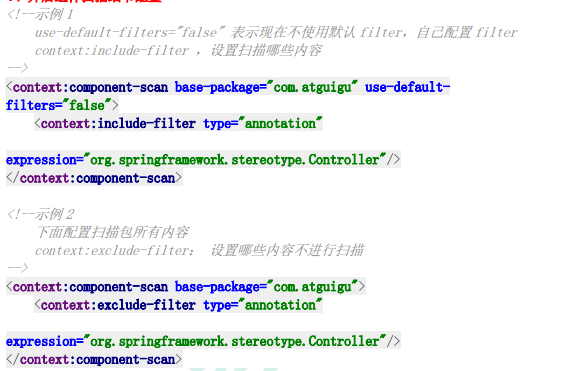 <!--示例 1
use-default-filters="false" 表示现在不使用默认 filter，自己配置 filter
context:include-filter ，设置扫描哪些内容
-->
<context:component-scan base-package="com.atguigu" use-default-
filters="false">
<context:include-filter type="annotation"
expression="org.springframework.stereotype.Controller"/>
</context:component-scan>
<!--示例 2
下面配置扫描包所有内容
context:exclude-filter： 设置哪些内容不进行扫描
-->
<context:component-scan base-package="com.atguigu">
<context:exclude-filter type="annotation"
expression="org.springframework.stereotype.Controller"/>
</context:component-scan>